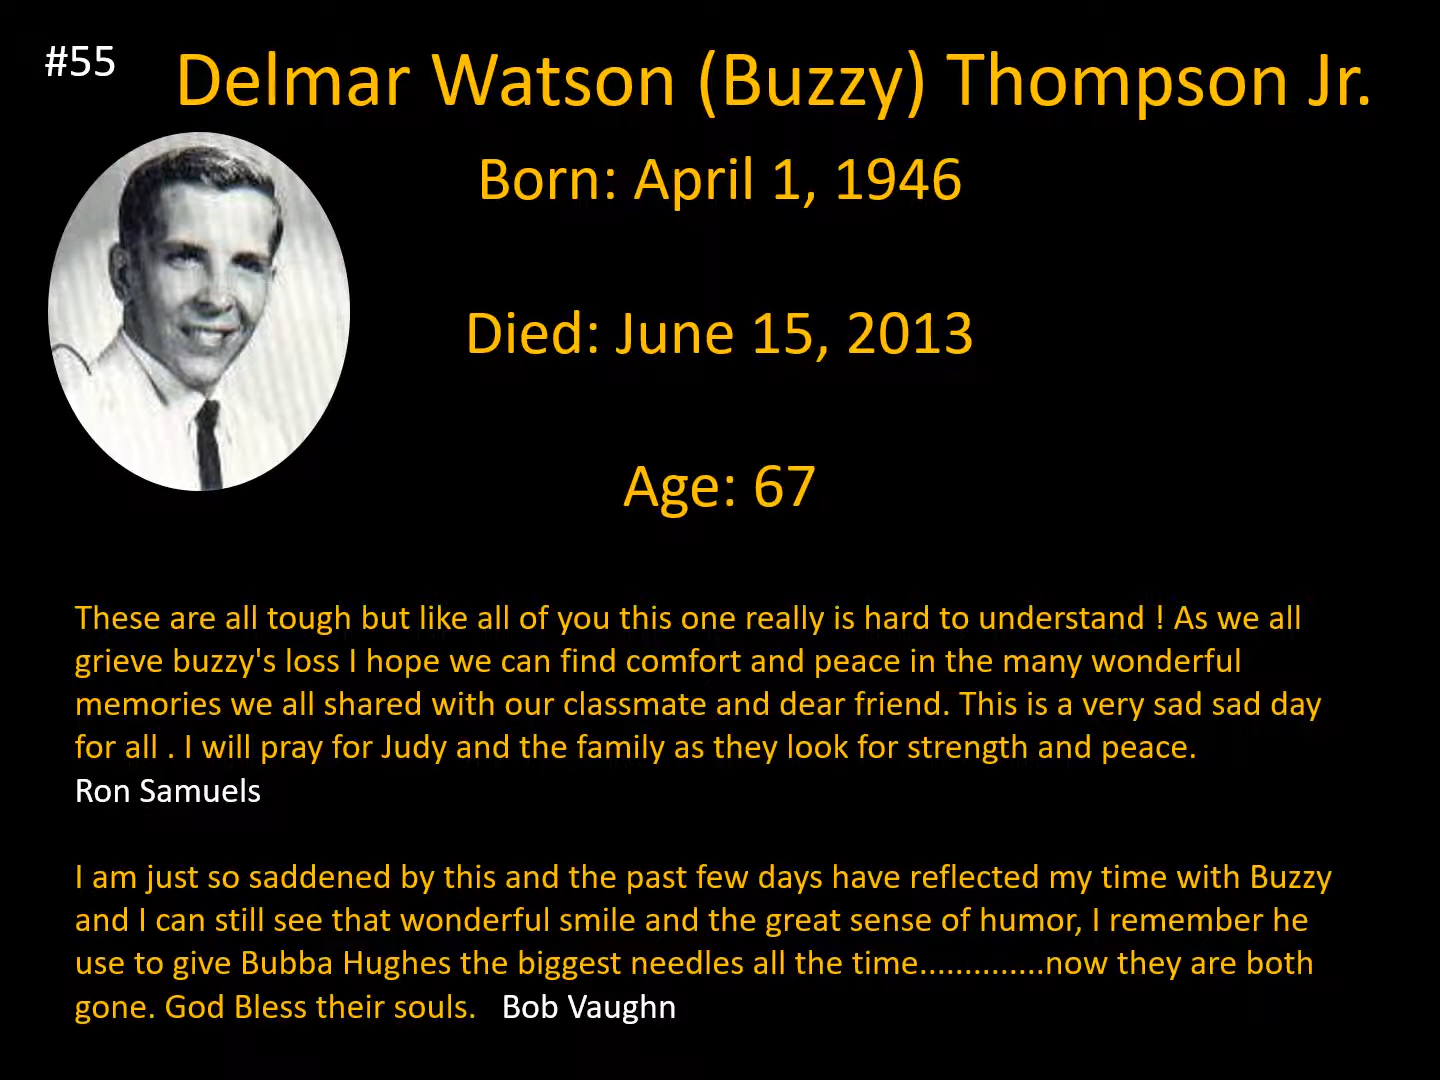 #55
Delmar Watson (Buzzy) Thompson Jr.
Born: April 1, 1946
Died: June 15, 2013
Age: 67
These are all tough but like all of you this one really is hard to understand ! As we all
grieve buzzy's loss I hope we can find comfort and peace in the many wonderful
memories we all shared with our classmate and dear friend. This is a very sad sad day
for all . I will pray for Judy and the family as they look for strength and peace.
Ron Samuels
I am just so saddened by this and the past few days have reflected my time with Buzzy
and I can still see that wonderful smile and the great sense of humor, I remember he
use to give Bubba Hughes the biggest needles all the time..............now they are both
gone. God Bless their souls.   Bob Vaughn